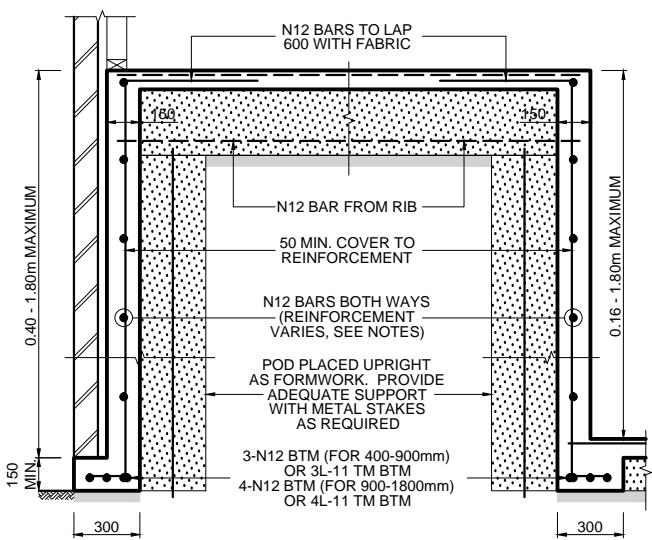 N12 BARS TO LAP
600 WITH FABRIC
150
150
N12 BAR FROM RIB
50 MIN. COVER TO
REINFORCEMENT
N12 BARS BOTH WAYS
(REINFORCEMENT
VARIES, SEE NOTES)
POD PLACED UPRIGHT
AS FORMWORK. PROVIDE
ADEQUATE SUPPORT
WITH METAL STAKES
AS REQUIRED
3-N12 BTM (FOR 400-900mm)
OR 3L-11 TM BTM
4-N12 BTM (FOR 900-1800mm)
OR 4L-11 TM BTM
0.40 - 1.80m MAXIMUM
0.16 - 1.80m MAXIMUM
150
MIN.
300
300